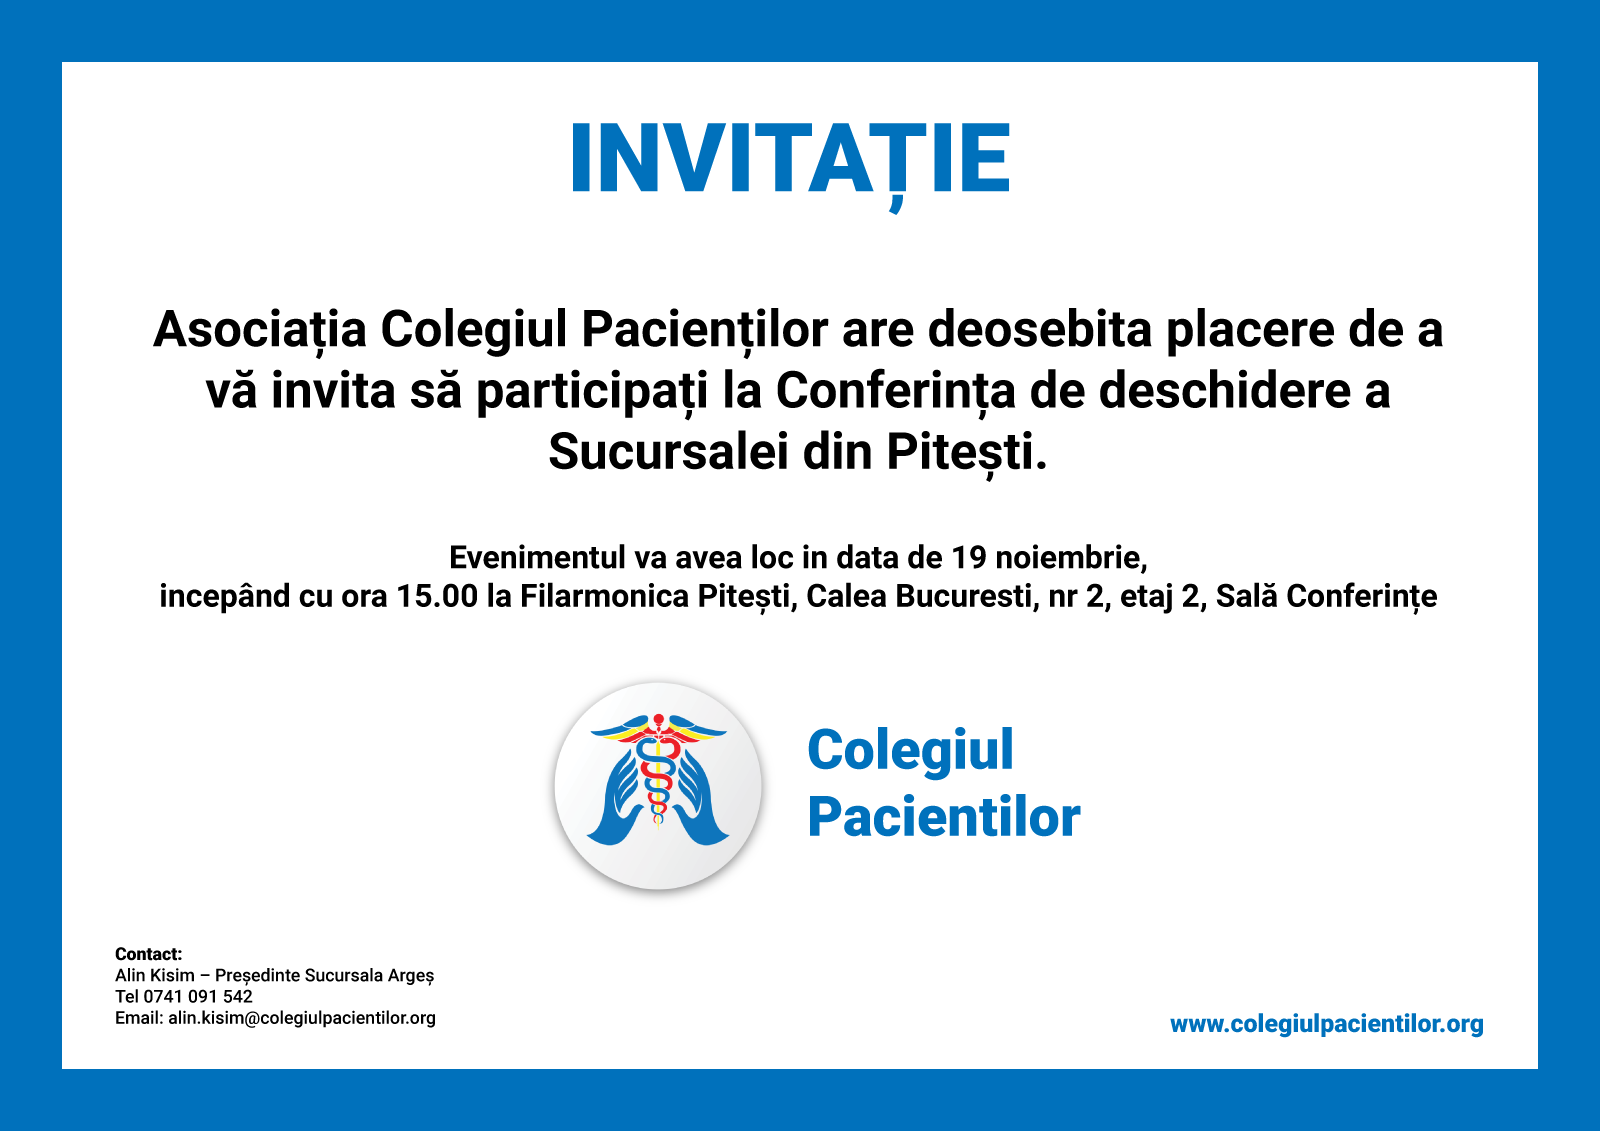 INVITAȚIE
Asociația Colegiul Pacienților are deosebita placere de a
vă invita să participați la Conferința de deschidere a
Sucursalei din Pitești.
Evenimentul va avea loc in data de 19 noiembrie,
incepând cu ora 15.00 la Filarmonica Pitești, Calea Bucuresti, nr 2, etaj 2, Sală Conferințe
Colegiul
Pacientilor
Contact:
Alin Kisim – Președinte Sucursala Argeș
Tel 0741 091 542
Email: alin.kisim@colegiulpacientilor.org
www.colegiulpacientilor.org